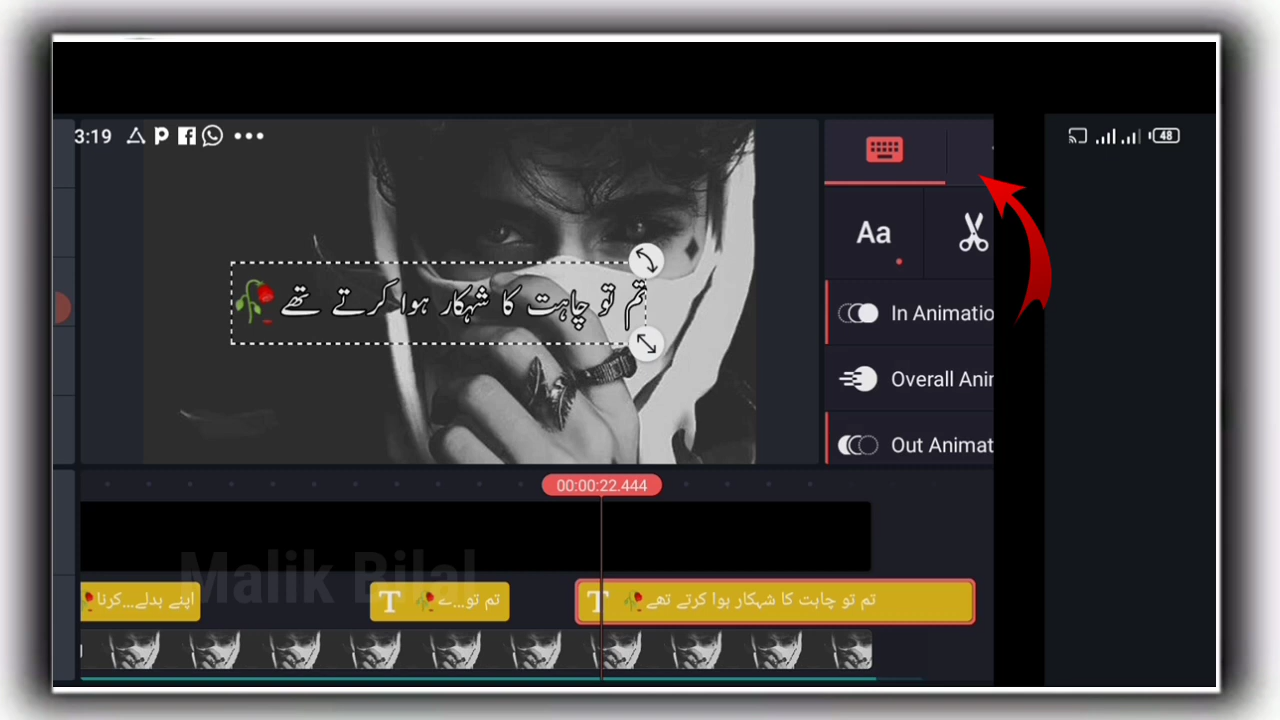 3:19
48
Aa
In Animatio
تم تو چاہت کا شہکار ہوا کرتے تھے🥀
Overall Ani
Out Animat
00:00:22.444
Malik Bilal
اپنے بدلے...کرنا🥀
T تم تو...ے🥀
T تم تو چاہت کا شہکار ہوا کرتے تھے🥀